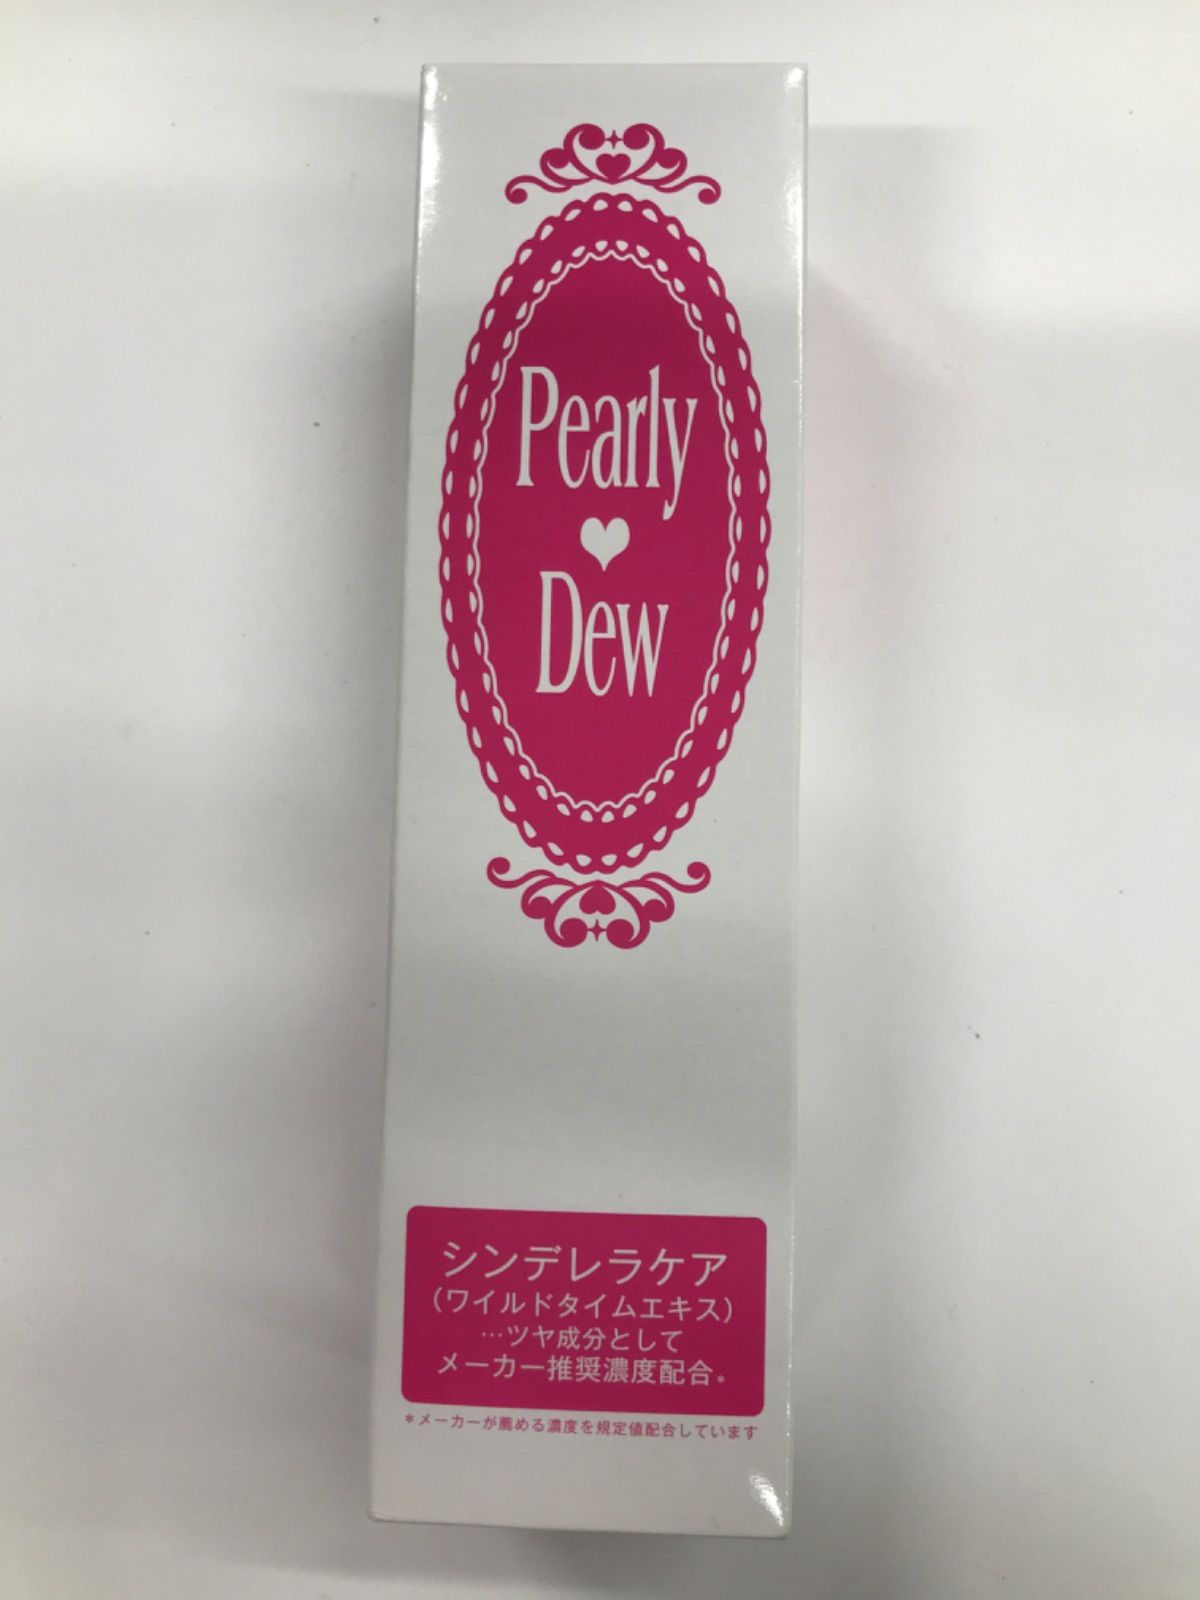 Pearly
♥
Dew
シンデレラケア
（ワイルドタイムエキス）
…ツヤ成分として
メーカー推奨濃度配合*
*メーカーが薦める濃度を規定値配合しています